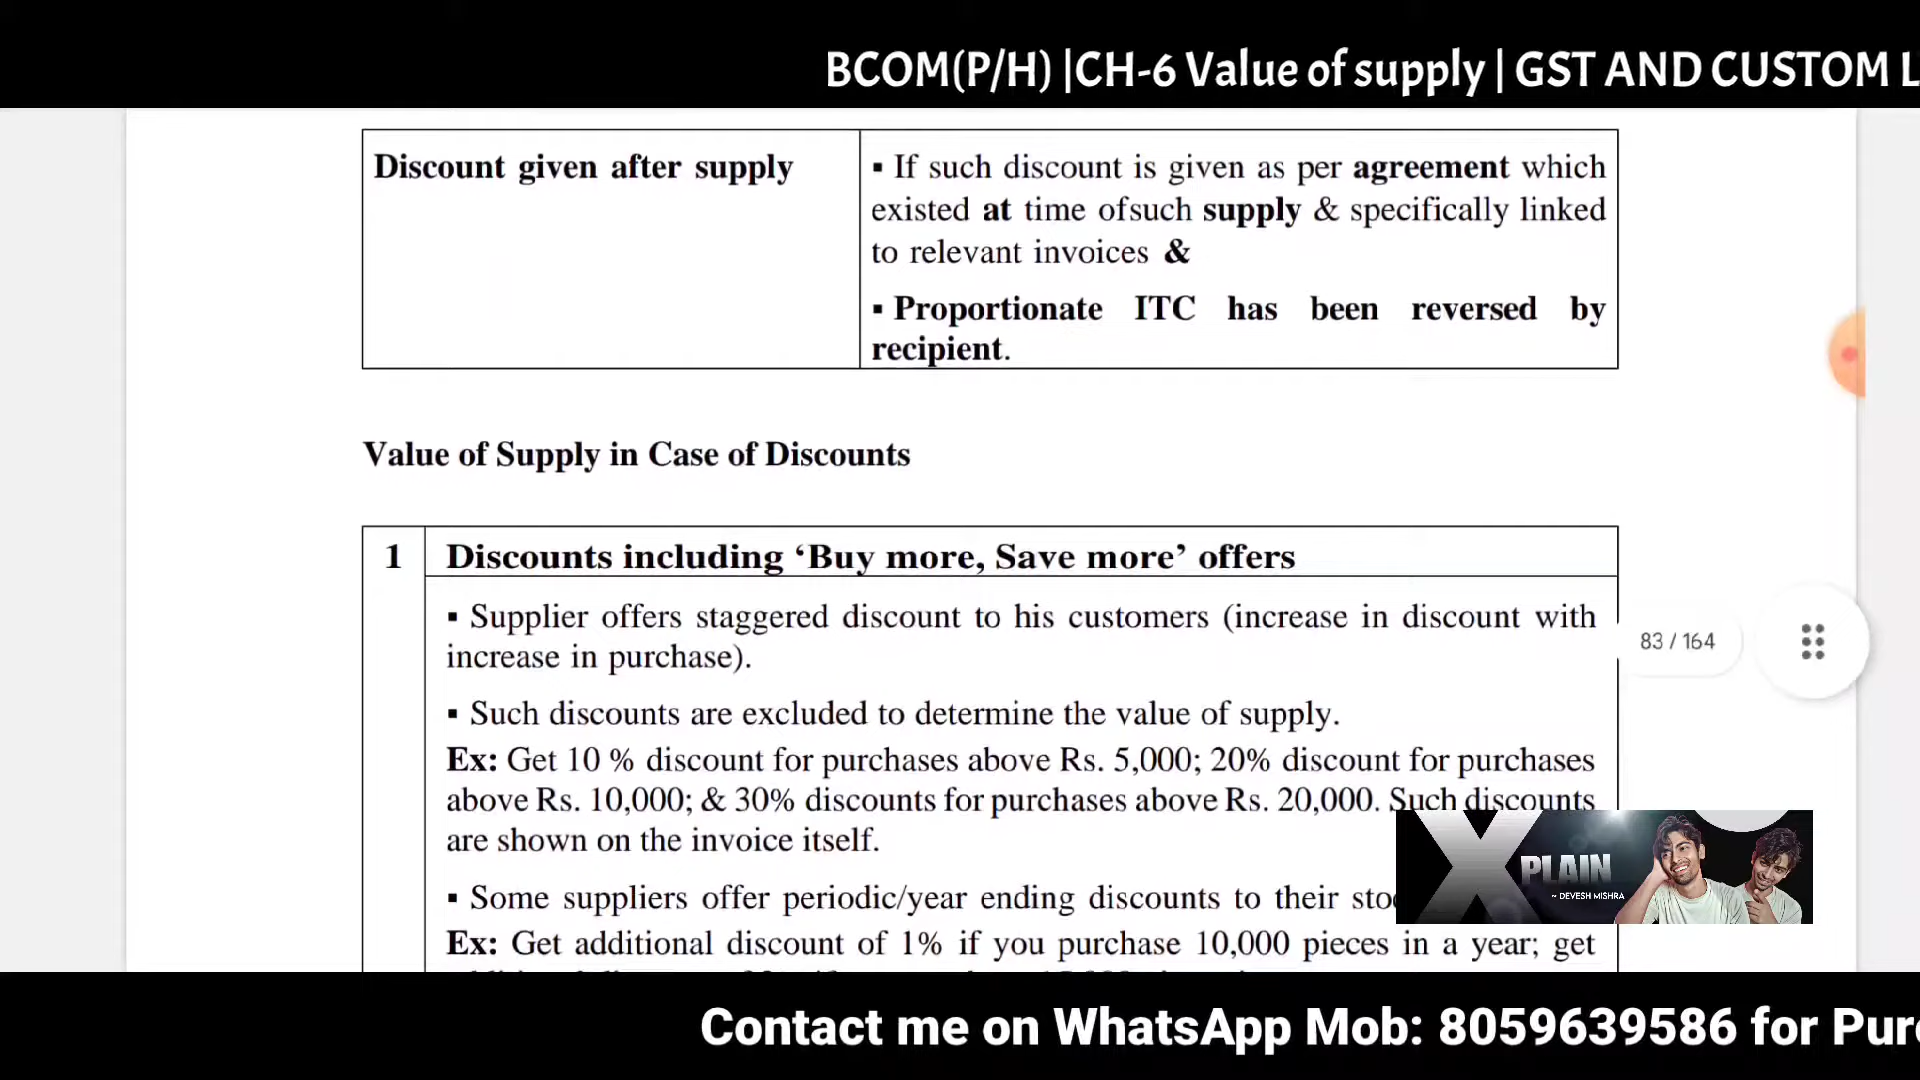 BCOM(P/H) |CH-6 Value of supply | GST AND CUSTOM L
Discount given after supply
▪ If such discount is given as per agreement which
existed at time ofsuch supply & specifically linked
to relevant invoices &
▪ Proportionate ITC has been reversed by
recipient.
Value of Supply in Case of Discounts
1 Discounts including ‘Buy more, Save more’ offers
▪ Supplier offers staggered discount to his customers (increase in discount with
increase in purchase).
▪ Such discounts are excluded to determine the value of supply.
Ex: Get 10 % discount for purchases above Rs. 5,000; 20% discount for purchases
above Rs. 10,000; & 30% discounts for purchases above Rs. 20,000. Such discounts
are shown on the invoice itself.
▪ Some suppliers offer periodic/year ending discounts to their
Ex: Get additional discount of 1% if you purchase 10,000 pieces in a year; get
83 / 164
X PLAIN
~ DEVESH MISHRA
Contact me on WhatsApp Mob: 8059639586 for Pur